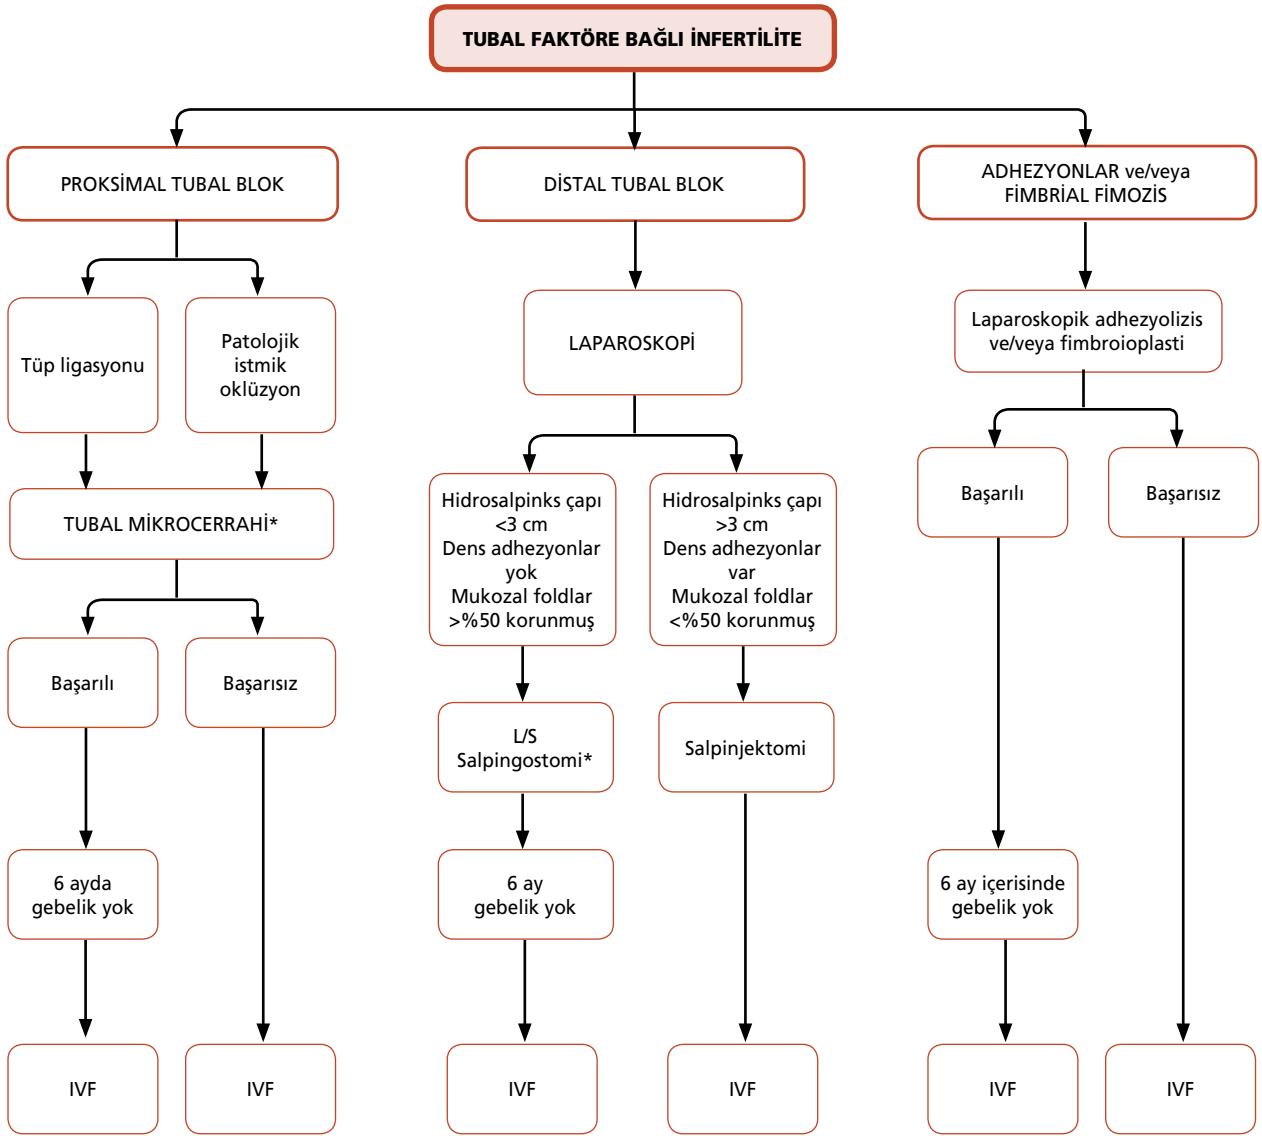 TUBAL FAKTÖRE BAĞLI İNFERTİLİTE
PROKSİMAL TUBAL BLOK
Tüp ligasyonu
Patolojik
istmik
oklüzyon
TUBAL MİKROCERRAHİ*
Başarılı
Başarısız
6 ayda
gebelik yok
IVF
IVF
DİSTAL TUBAL BLOK
LAPAROSKOPİ
Hidrosalpinks çapı
<3 cm
Dens adhezyonlar
yok
Mukozal foldlar
>%50 korunmuş
Hidrosalpinks çapı
>3 cm
Dens adhezyonlar
var
Mukozal foldlar
<%50 korunmuş
L/S
Salpingostomi*
Salpinjektomi
6 ay
gebelik yok
IVF
IVF
ADHEZYONLAR ve/veya
FİMBRİAL FİMOZİS
Laparoskopik adhezyolizis
ve/veya fimbroioplasti
Başarılı
Başarısız
6 ay içerisinde
gebelik yok
IVF
IVF